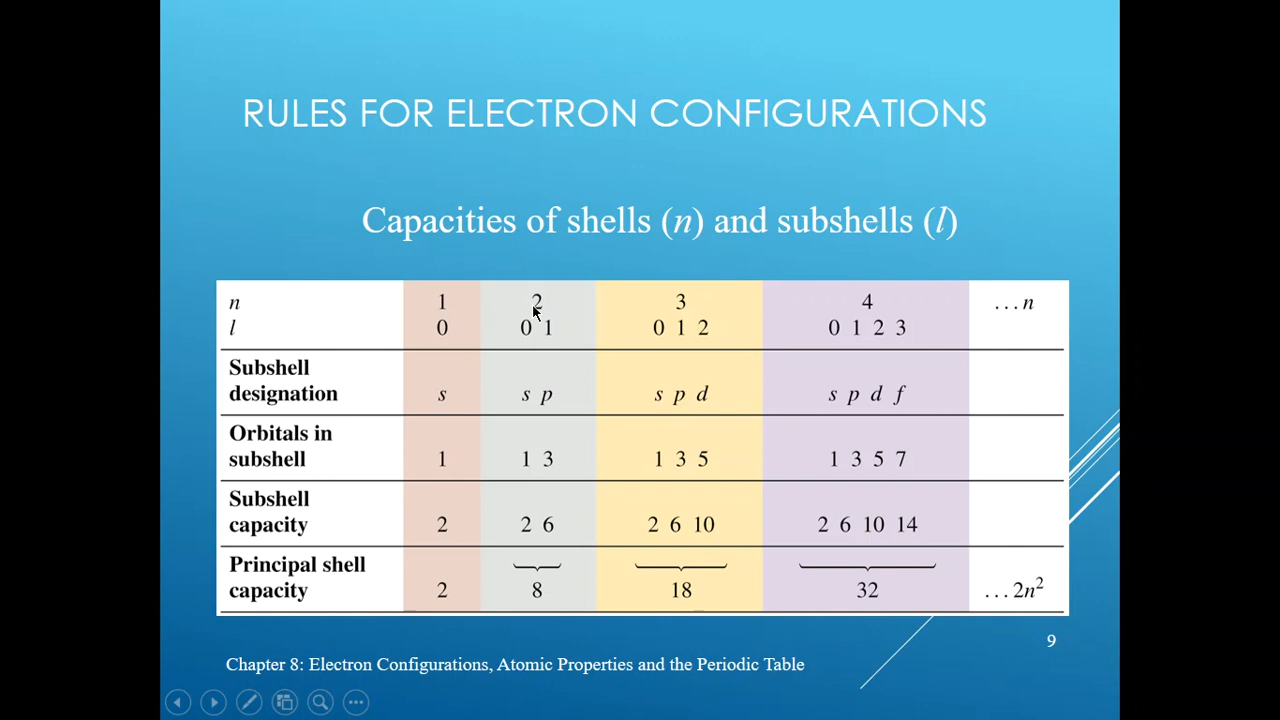 RULES FOR ELECTRON CONFIGURATIONS
Capacities of shells (n) and subshells (l)
n 1 2 3 4 ...n
l 0 0 1 0 1 2 0 1 2 3
Subshell
designation s s p s p d s p d f
Orbitals in
subshell 1 1 3 1 3 5 1 3 5 7
Subshell
capacity 2 2 6 2 6 10 2 6 10 14
Principal shell
capacity 2 8 18 32 ...2n²
9
Chapter 8: Electron Configurations, Atomic Properties and the Periodic Table